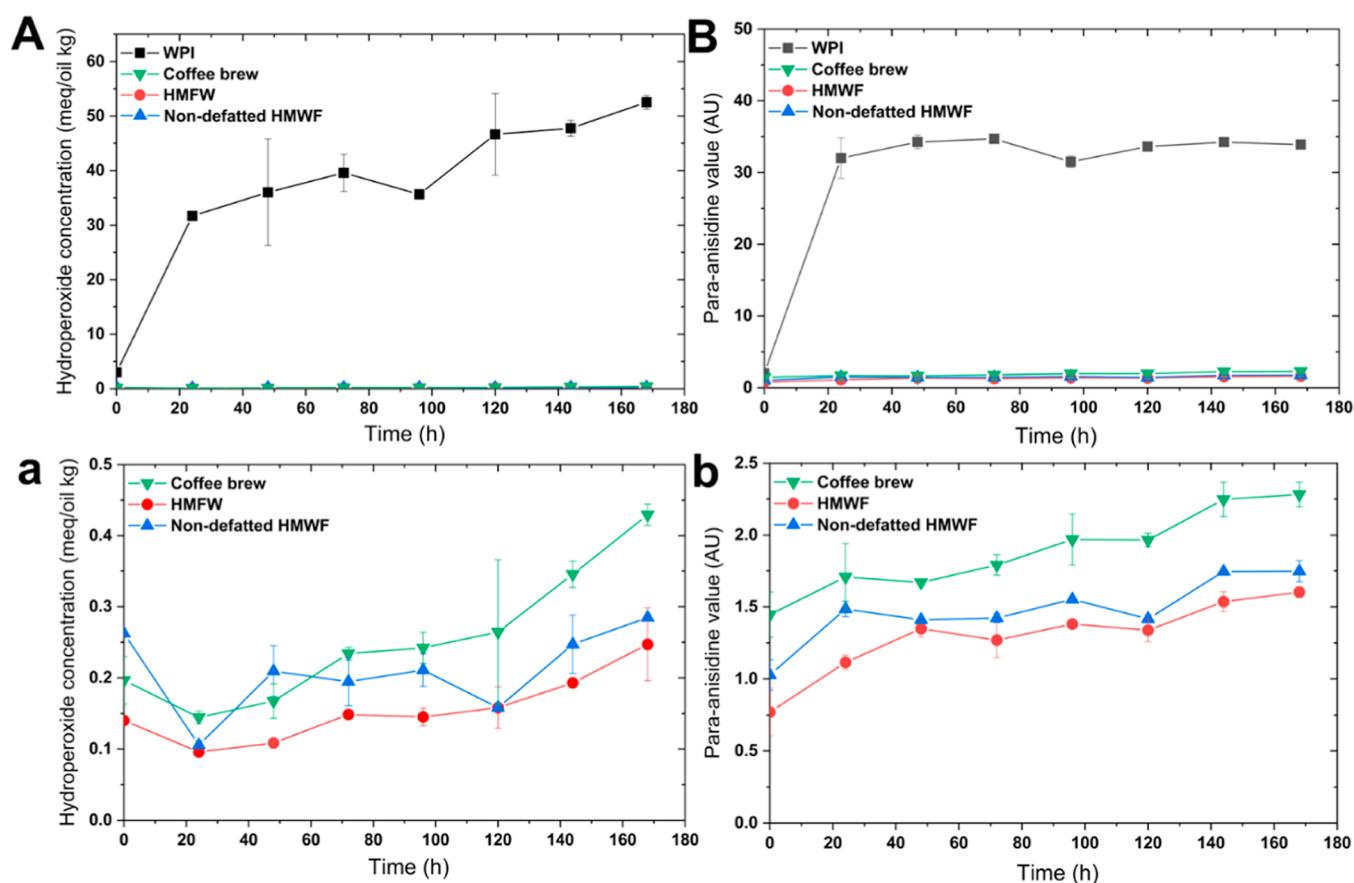 A
Hydroperoxide concentration (meq/oil kg)
60
50
40
30
20
10
0
WPI
Coffee brew
HMFW
Non-defatted HMWF
0 20 40 60 80 100 120 140 160 180
Time (h)
B
Para-anisidine value (AU)
50
40
30
20
10
0
WPI
Coffee brew
HMWF
Non-defatted HMWF
0 20 40 60 80 100 120 140 160 180
Time (h)
a
Hydroperoxide concentration (meq/oil kg)
0.5
0.4
0.3
0.2
0.1
0.0
Coffee brew
HMFW
Non-defatted HMWF
0 20 40 60 80 100 120 140 160 180
Time (h)
b
Para-anisidine value (AU)
2.5
2.0
1.5
1.0
0.5
0.0
Coffee brew
HMWF
Non-defatted HMWF
0 20 40 60 80 100 120 140 160 180
Time (h)